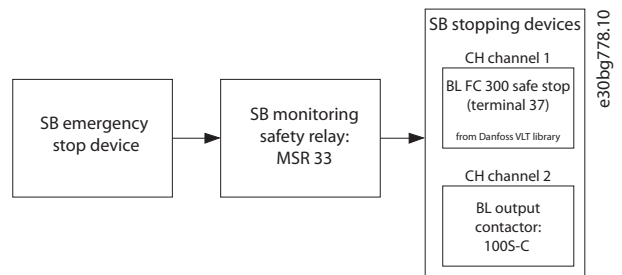 SB emergency
stop device
SB monitoring
safety relay:
MSR 33
SB stopping devices
CH channel 1
BL FC 300 safe stop
(terminal 37)
from Danfoss VLT library
CH channel 2
BL output
contactor:
100S-C
e30bg778.10